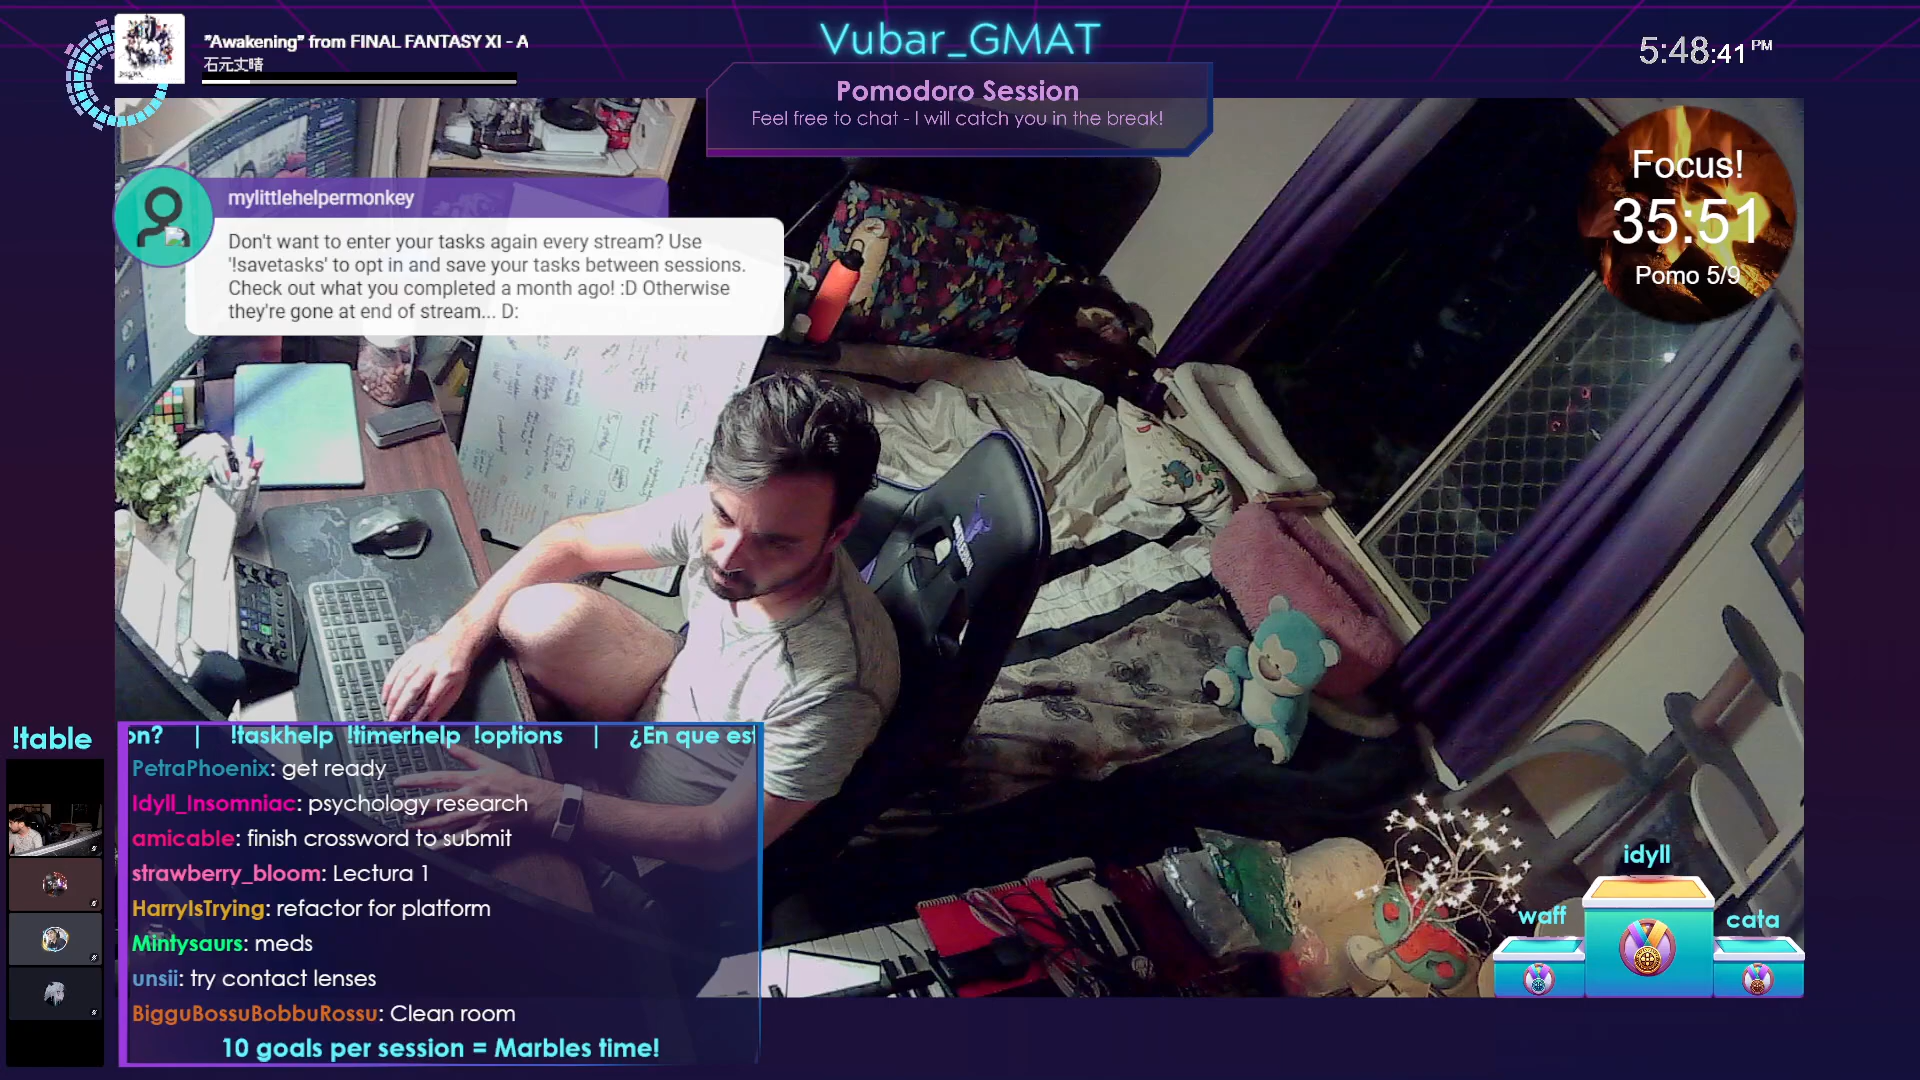 "Awakening" from FINAL FANTASY XI - A
石元丈晴
Vubar_GMAT
5:48:41 PM
Pomodoro Session
Feel free to chat - I will catch you in the break!
Focus!
35:51
Pomo 5/9
mylittlehelpermonkey
Don't want to enter your tasks again every stream? Use
'!savetasks' to opt in and save your tasks between sessions.
Check out what you completed a month ago! :D Otherwise
they're gone at end of stream... D:
!table
on? | !taskhelp !timerhelp !options | ¿En que est
PetraPhoenix: get ready
Idyll_Insomniac: psychology research
amicable: finish crossword to submit
strawberry_bloom: Lectura 1
HarryIsTrying: refactor for platform
Mintysaurs: meds
unsii: try contact lenses
BigguBossuBobbuRossu: Clean room
10 goals per session = Marbles time!
idyll
waff
cata